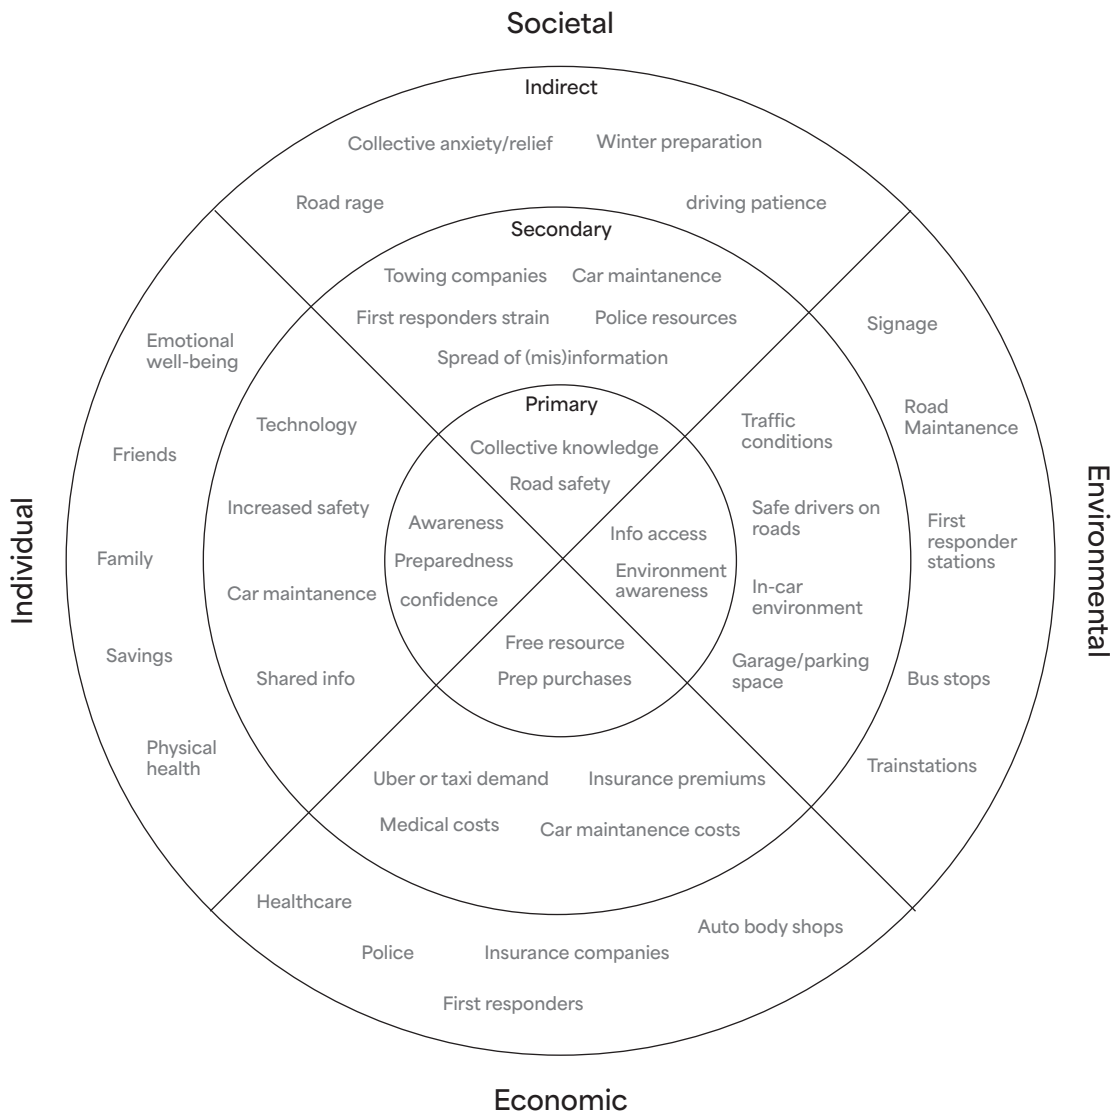 Societal
Indirect
Collective anxiety/relief
Winter preparation
Road rage
driving patience
Secondary
Towing companies
Car maintanence
First responders strain
Police resources
Spread of (mis)information
Primary
Collective knowledge
Road safety
Individual
Emotional
well-being
Friends
Family
Savings
Physical
health
Technology
Increased safety
Car maintanence
Shared info
Awareness
Preparedness
confidence
Info access
Environment
awareness
Traffic
conditions
Safe drivers on
roads
In-car
environment
Garage/parking
space
Signage
Road
Maintanence
First
responder
stations
Bus stops
Trainstations
Environmental
Free resource
Prep purchases
Uber or taxi demand
Insurance premiums
Medical costs
Car maintanence costs
Healthcare
Auto body shops
Police
Insurance companies
First responders
Economic